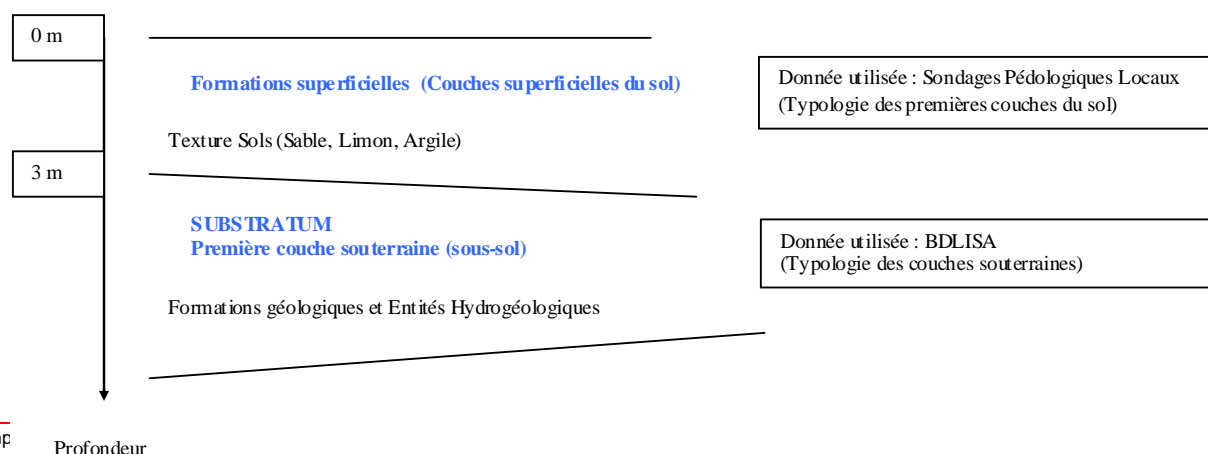 0 m
Formations superficielles (Couches superficielles du sol)
Donnée utilisée : Sondages Pédologiques Locaux
(Typologie des premières couches du sol)
Texture Sols (Sable, Limon, Argile)
3 m
SUBSTRATUM
Première couche souterraine (sous-sol)
Donnée utilisée : BDLISA
(Typologie des couches souterraines)
Formations géologiques et Entités Hydrogéologiques
Profondeur